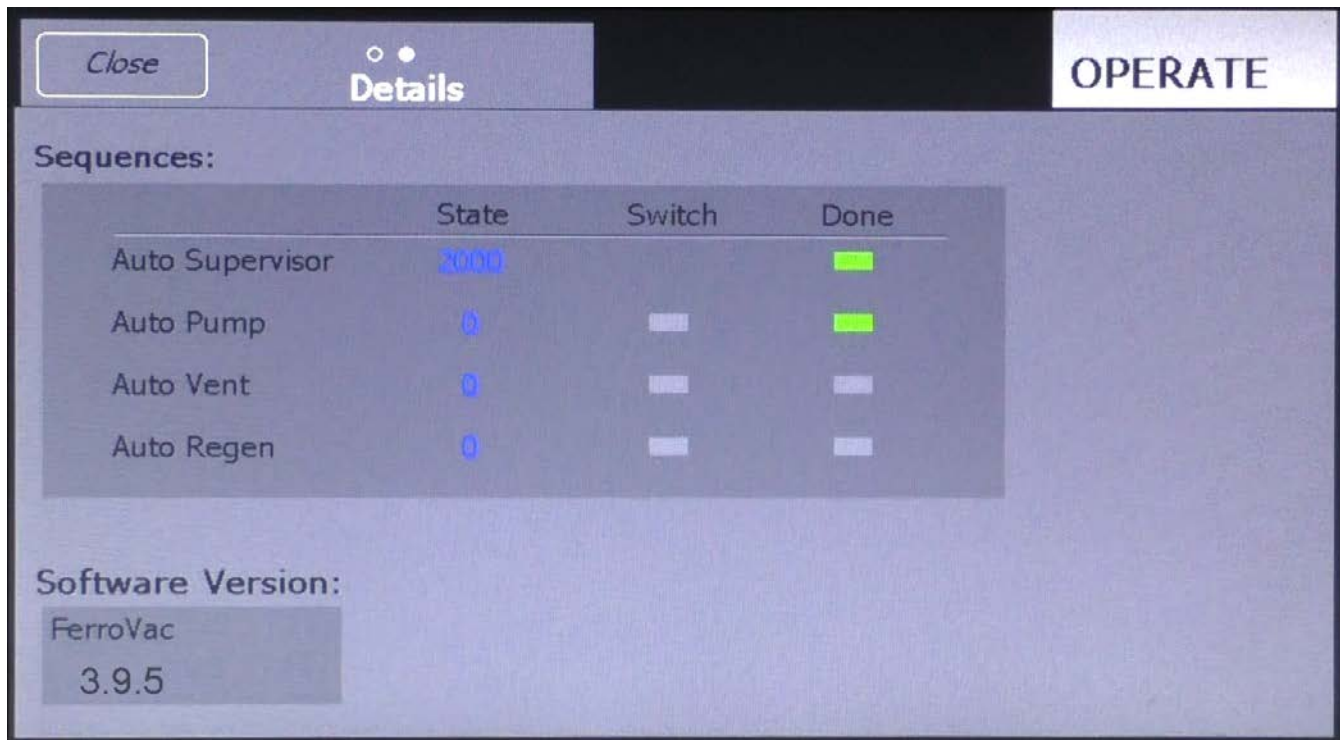 Close
Details
OPERATE
Sequences:
State Switch Done
Auto Supervisor 2000
Auto Pump 0
Auto Vent 0
Auto Regen 0
Software Version:
FerroVac
3.9.5